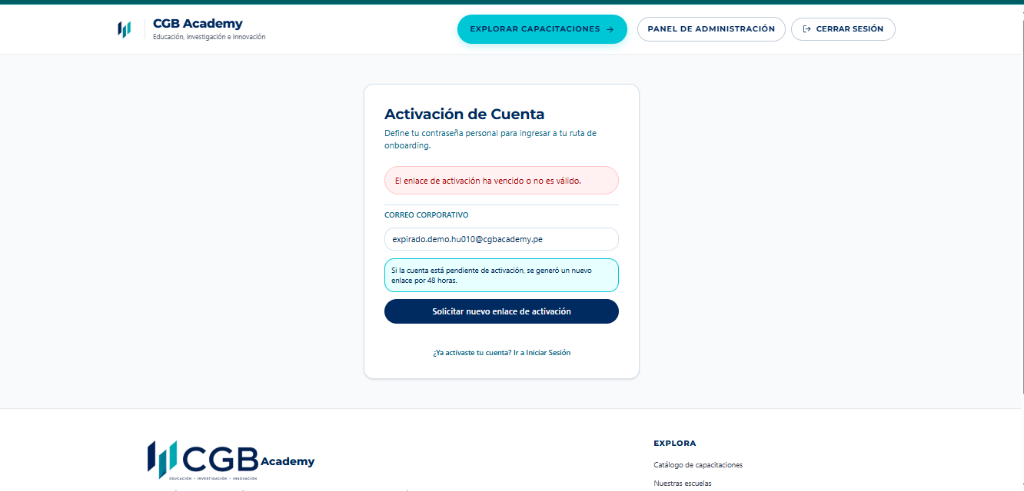 CGB Academy
Educación, investigación e innovación
EXPLORAR CAPACITACIONES →
PANEL DE ADMINISTRACIÓN
CERRAR SESIÓN
Activación de Cuenta
Define tu contraseña personal para ingresar a tu ruta de
onboarding.
El enlace de activación ha vencido o no es válido.
CORREO CORPORATIVO
expirado.demo.hu010@cgbacademy.pe
Si la cuenta está pendiente de activación, se generó un nuevo
enlace por 48 horas.
Solicitar nuevo enlace de activación
¿Ya activaste tu cuenta? Ir a Iniciar Sesión
CGB Academy
EDUCACIÓN • INVESTIGACIÓN • INNOVACIÓN
EXPLORA
Catálogo de capacitaciones
Nuestras escuelas